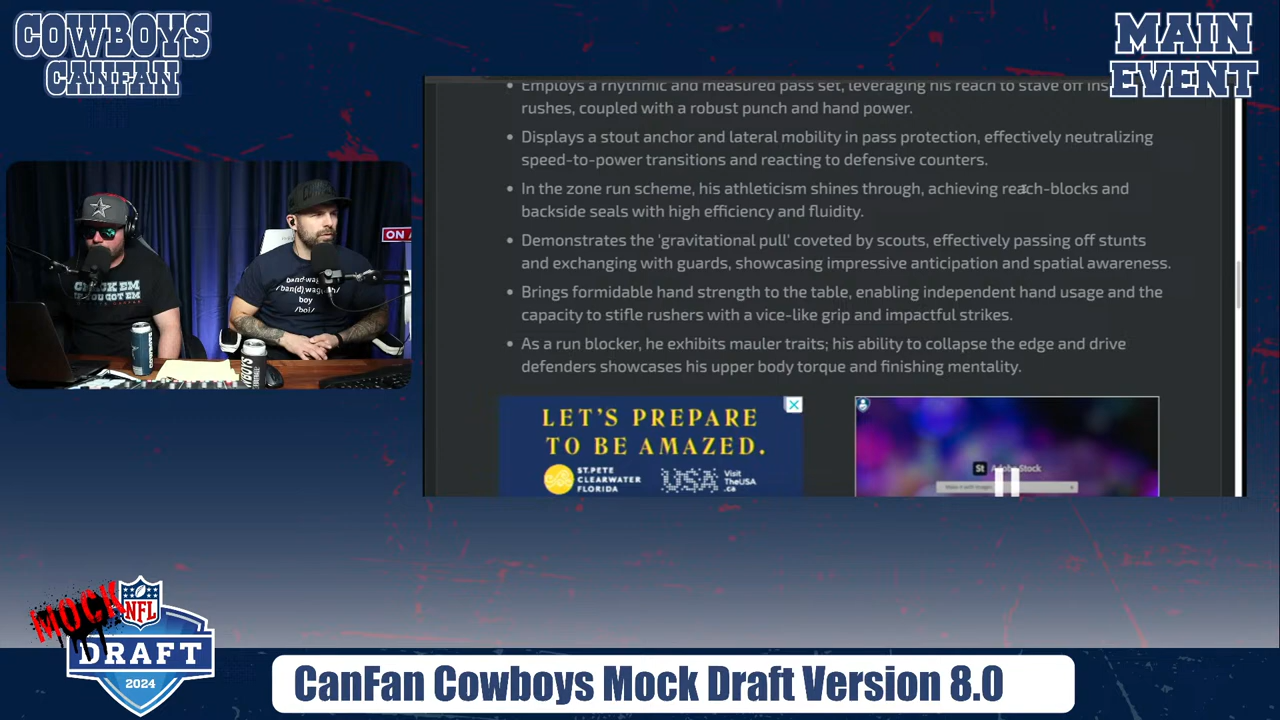 COWBOYS
CANFAN
MAIN
EVENT
Employs a rhythmic and measured pass set, leveraging his reach to stave off
rushes, coupled with a robust punch and hand power.
• Displays a stout anchor and lateral mobility in pass protection, effectively neutralizing
speed-to-power transitions and reacting to defensive counters.
• In the zone run scheme, his athleticism shines through, achieving reach-blocks and
backside seals with high efficiency and fluidity.
• Demonstrates the 'gravitational pull' coveted by scouts, effectively passing off stunts
and exchanging with guards, showcasing impressive anticipation and spatial awareness.
• Brings formidable hand strength to the table, enabling independent hand usage and the
capacity to stifle rushers with a vice-like grip and impactful strikes.
• As a run blocker, he exhibits mauler traits; his ability to collapse the edge and drive
defenders showcases his upper body torque and finishing mentality.
ON
boy
/boi/
LET'S PREPARE
TO BE AMAZED.
ST.PETE
CLEARWATER
FLORIDA
USA
Visit
TheUSA
.ca
St Adobe Stock
MOCK
NFL
DRAFT
2024
CanFan Cowboys Mock Draft Version 8.0